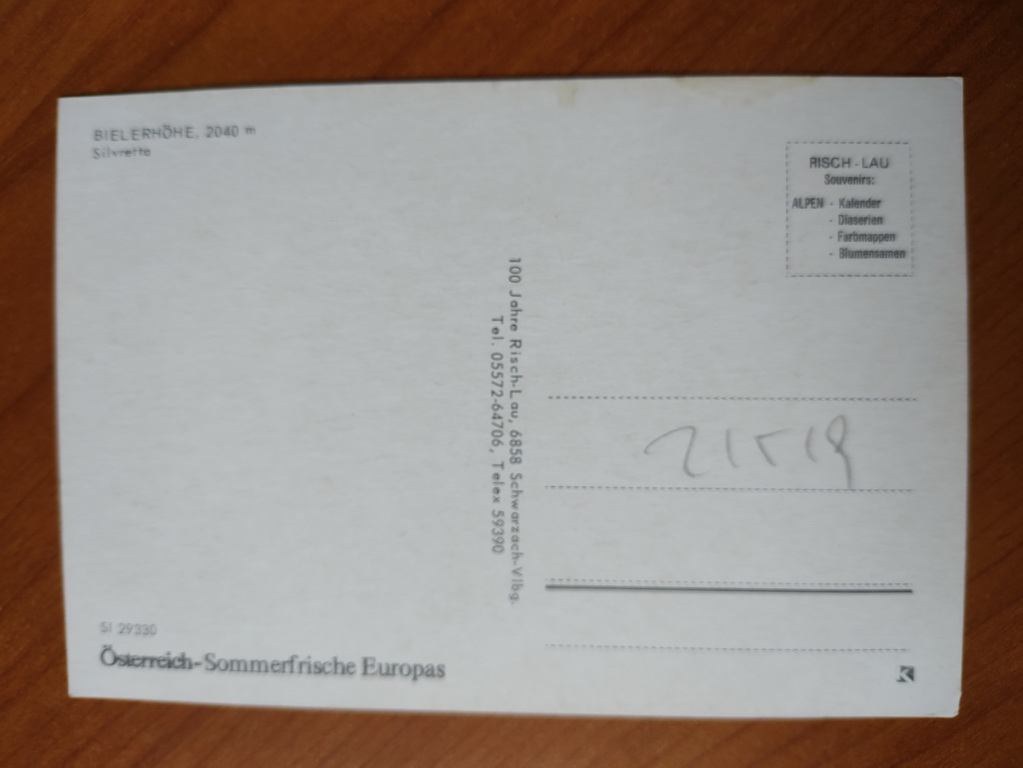 BIELERHÖHE, 2040 m
Silvretta
RISCH - LAU
Souvenirs:
ALPEN - Kalender
- Diaserien
- Farbmappen
- Blumensamen
100 Jahre Risch-Lau, 6858 Schwarzach-Vlbg.
Tel. 05572-64706, Telex 59390
21519
SI 29330
Österreich-Sommerfrische Europas
K